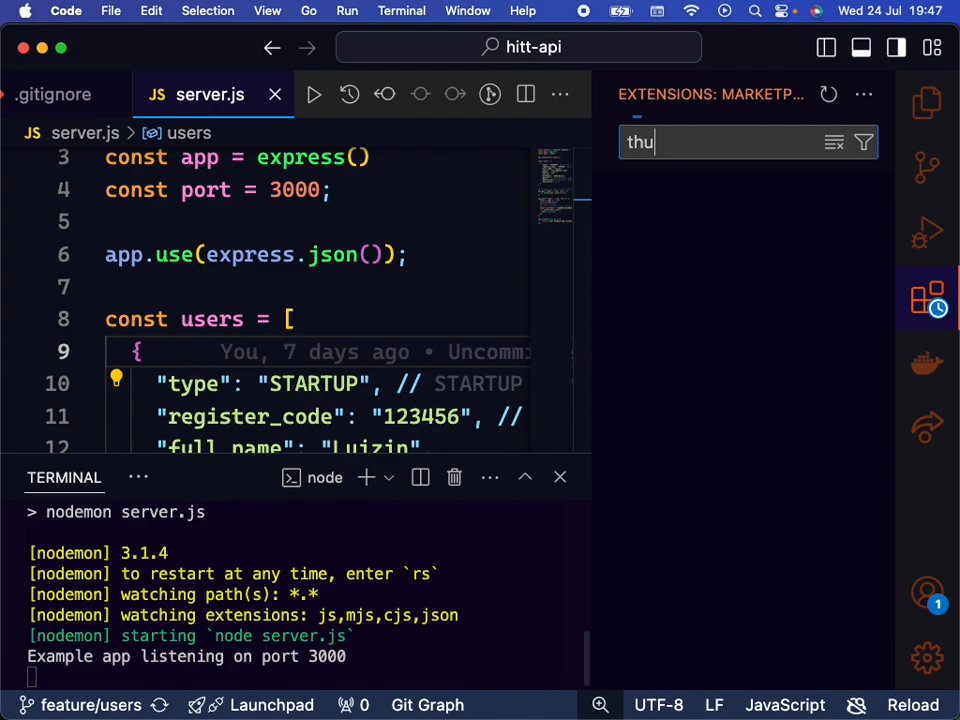 Code File Edit Selection View Go Run Terminal Window Help Wed 24 Jul 19:47
hitt-api
.gitignore JS server.js EXTENSIONS: MARKETP...
JS server.js > users
thu
3 const app = express()
4 const port = 3000;
5
6 app.use(express.json());
7
8 const users = [
9 { You, 7 days ago • Uncommi
10 "type": "STARTUP", // STARTUP
11 "register_code": "123456", //
12 "full_name": "Luizin",
TERMINAL ... node
> nodemon server.js
[nodemon] 3.1.4
[nodemon] to restart at any time, enter `rs`
[nodemon] watching path(s): *.*
[nodemon] watching extensions: js,mjs,cjs,json
[nodemon] starting `node server.js`
Example app listening on port 3000
1
feature/users Launchpad 0 Git Graph UTF-8 LF JavaScript Reload